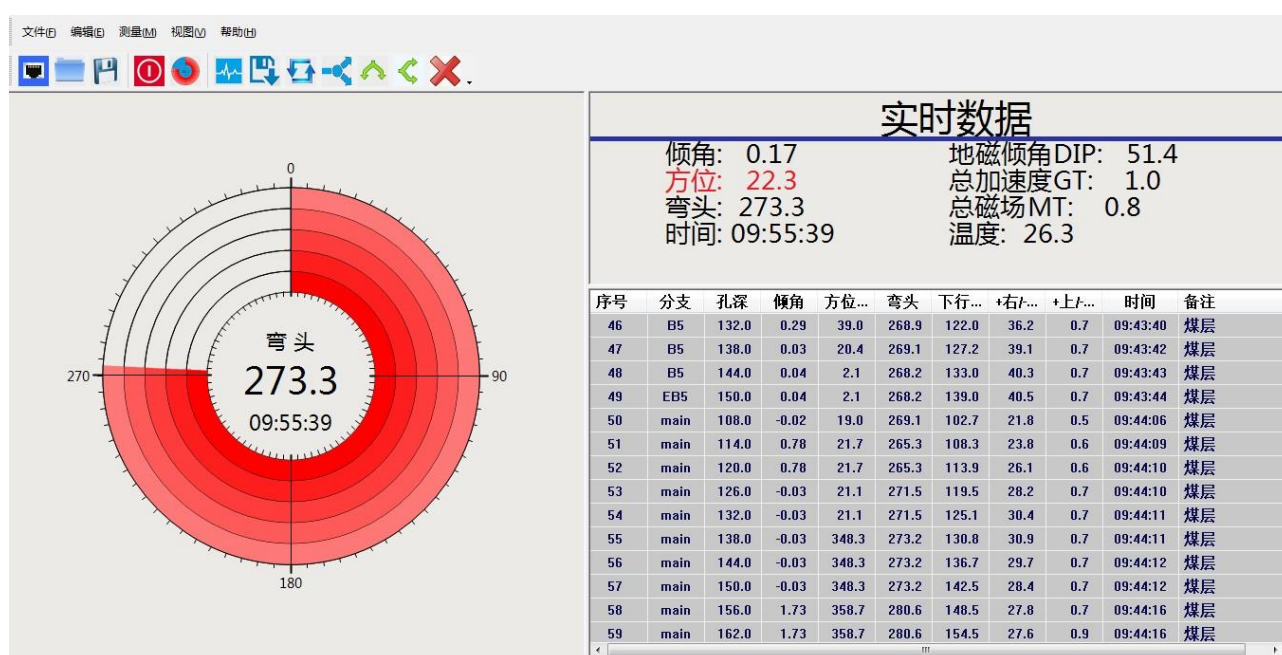 文件(F) 编辑(E) 测量(M) 视图(V) 帮助(H)
实时数据
倾角: 0.17 地磁倾角DIP: 51.4
方位: 22.3 总加速度GT: 1.0
弯头: 273.3 总磁场MT: 0.8
时间: 09:55:39 温度: 26.3
0
90
180
270
弯头
273.3
09:55:39
序号 分支 孔深 倾角 方位... 弯头 下行... +右/-... +上/-... 时间 备注
46 B5 132.0 0.29 39.0 268.9 122.0 36.2 0.7 09:43:40 煤层
47 B5 138.0 0.03 20.4 269.1 127.2 39.1 0.7 09:43:42 煤层
48 B5 144.0 0.04 2.1 268.2 133.0 40.3 0.7 09:43:43 煤层
49 EB5 150.0 0.04 2.1 268.2 139.0 40.5 0.7 09:43:44 煤层
50 main 108.0 -0.02 19.0 269.1 102.7 21.8 0.5 09:44:06 煤层
51 main 114.0 0.78 21.7 265.3 108.3 23.8 0.6 09:44:09 煤层
52 main 120.0 0.78 21.7 265.3 113.9 26.1 0.6 09:44:10 煤层
53 main 126.0 -0.03 21.1 271.5 119.5 28.2 0.7 09:44:10 煤层
54 main 132.0 -0.03 21.1 271.5 125.1 30.4 0.7 09:44:11 煤层
55 main 138.0 -0.03 348.3 273.2 130.8 30.9 0.7 09:44:11 煤层
56 main 144.0 -0.03 348.3 273.2 136.7 29.7 0.7 09:44:12 煤层
57 main 150.0 -0.03 348.3 273.2 142.5 28.4 0.7 09:44:12 煤层
58 main 156.0 1.73 358.7 280.6 148.5 27.8 0.7 09:44:16 煤层
59 main 162.0 1.73 358.7 280.6 154.5 27.6 0.9 09:44:16 煤层